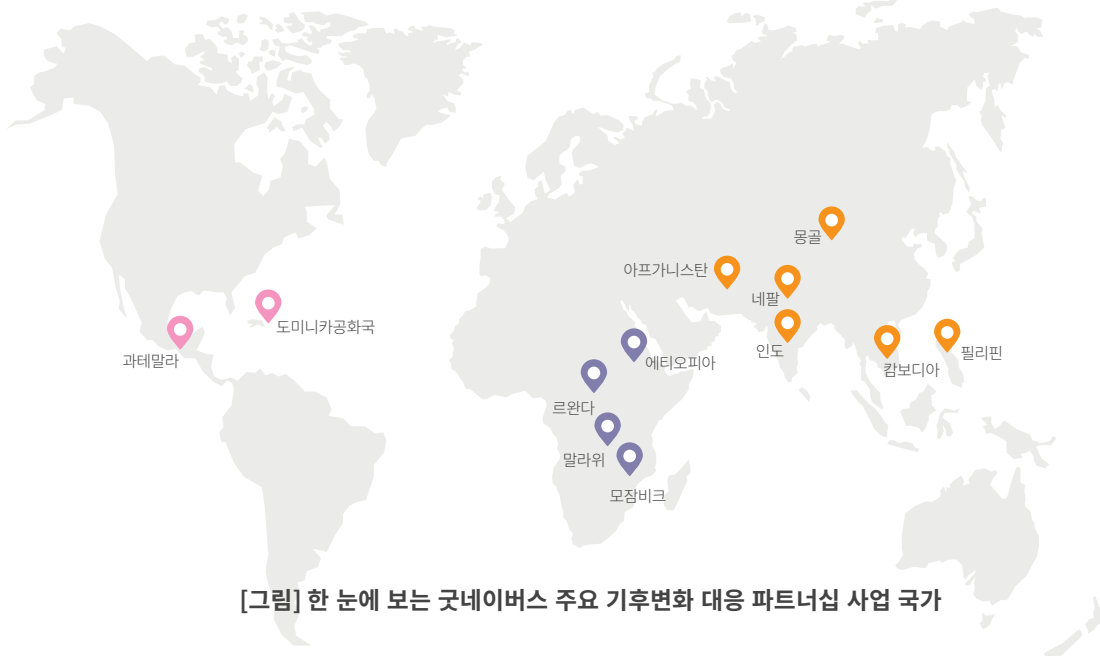 몽골
아프가니스탄
네팔
도미니카공화국
인도
필리핀
과테말라
에티오피아
캄보디아
르완다
말라위
모잠비크
[그림] 한 눈에 보는 굿네이버스 주요 기후변화 대응 파트너십 사업 국가